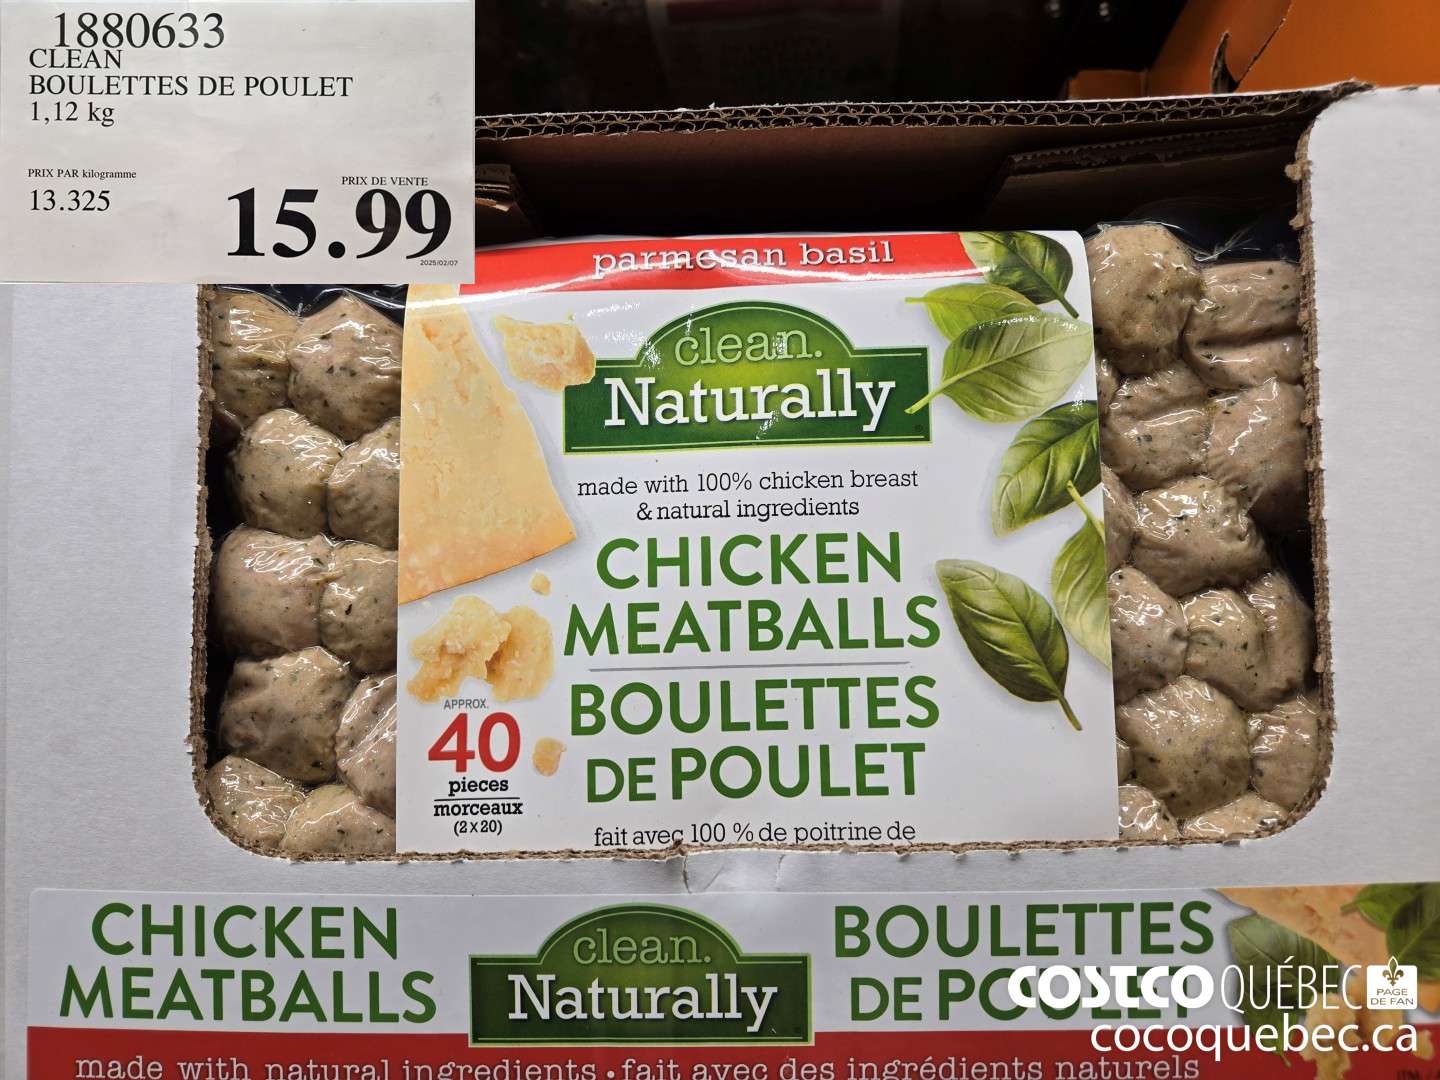 1880633
CLEAN
BOULETTES DE POULET
1,12 kg
PRIX PAR kilogramme
13.325
PRIX DE VENTE
15.99
2025/02/07
parmesan basil
clean.
Naturally
made with 100% chicken breast
& natural ingredients
CHICKEN
MEATBALLS
BOULETTES
DE POULET
APPROX.
40
pieces
morceaux
(2 x 20)
fait avec 100 % de poitrine de
CHICKEN
MEATBALLS
clean.
Naturally
BOULETTES
DE POULET
made with natural ingredients • fait avec des ingrédients naturels
COSTCO QUÉBEC
PAGE
DE FAN
cocoquebec.ca